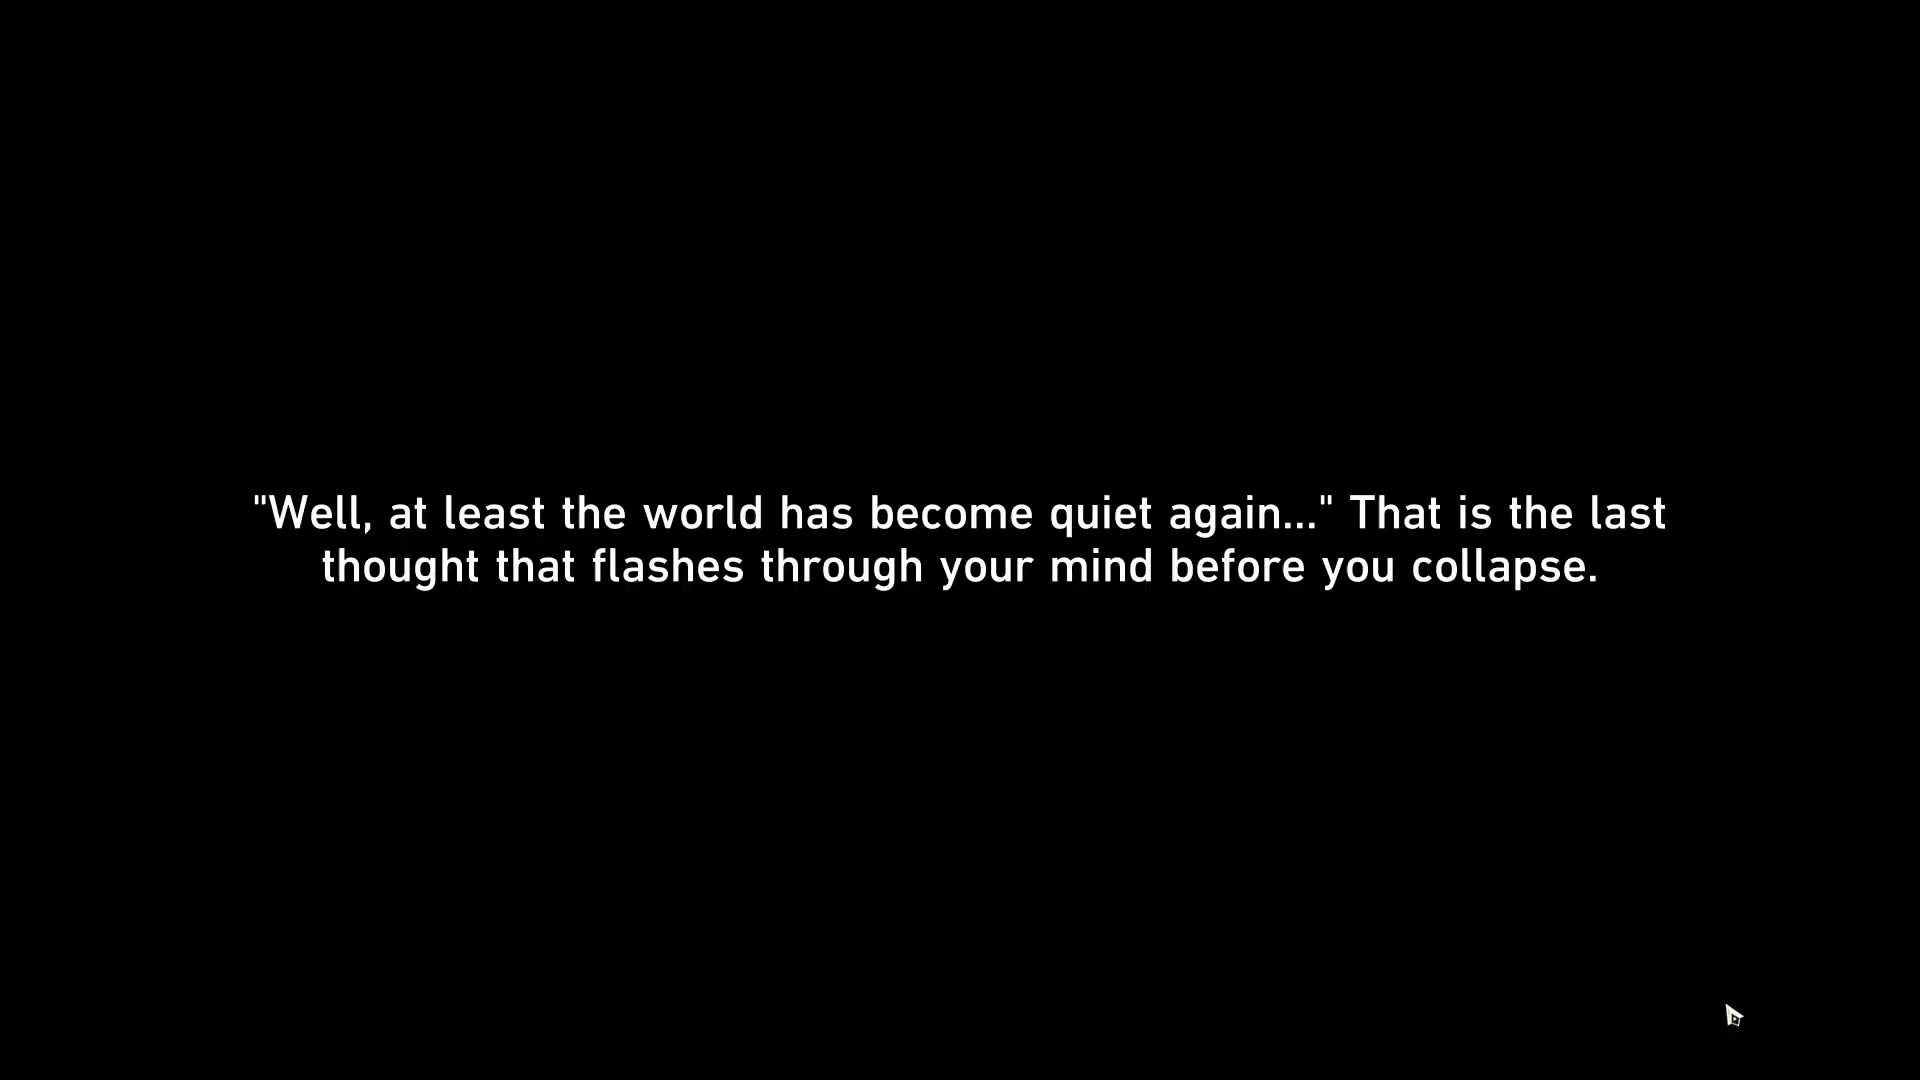 "Well, at least the world has become quiet again..." That is the last
thought that flashes through your mind before you collapse.